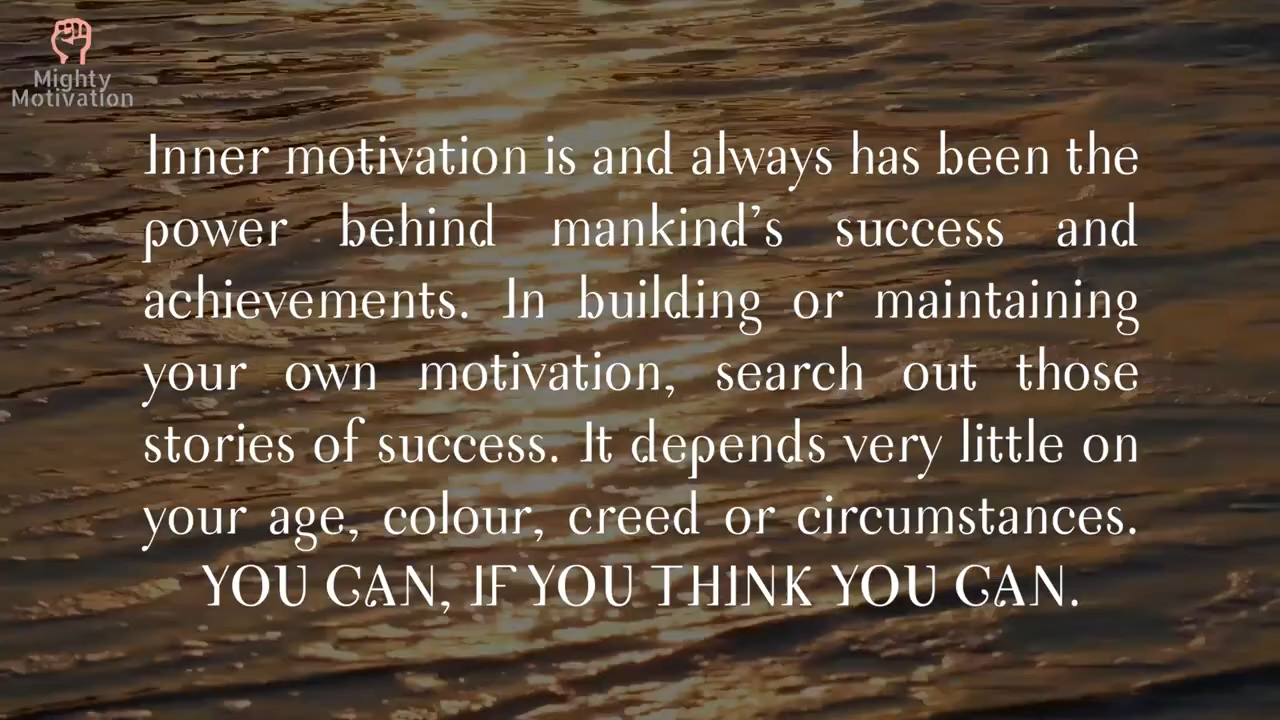 Mighty
Motivation
Inner motivation is and always has been the
power behind mankind’s success and
achievements. In building or maintaining
your own motivation, search out those
stories of success. It depends very little on
your age, colour, creed or circumstances.
YOU CAN, IF YOU THINK YOU CAN.